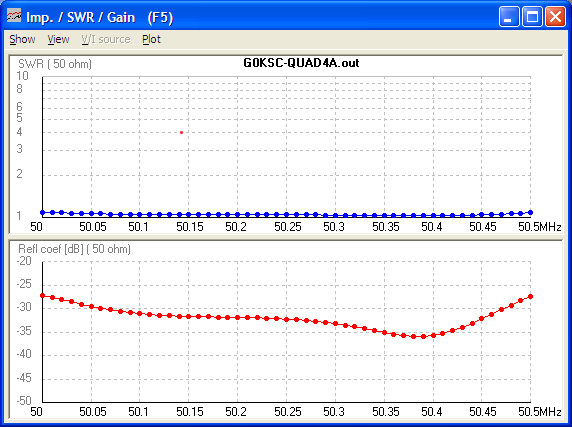 Imp. / SWR / Gain (F5)
Show View V/I source Plot
SWR ( 50 ohm) G0KSC-QUAD4A.out
10
8
6
5
4
3
2
1
50 50.05 50.1 50.15 50.2 50.25 50.3 50.35 50.4 50.45 50.5MHz
Refl coef [dB] ( 50 ohm)
-20
-25
-30
-35
-40
-45
-50
50 50.05 50.1 50.15 50.2 50.25 50.3 50.35 50.4 50.45 50.5MHz